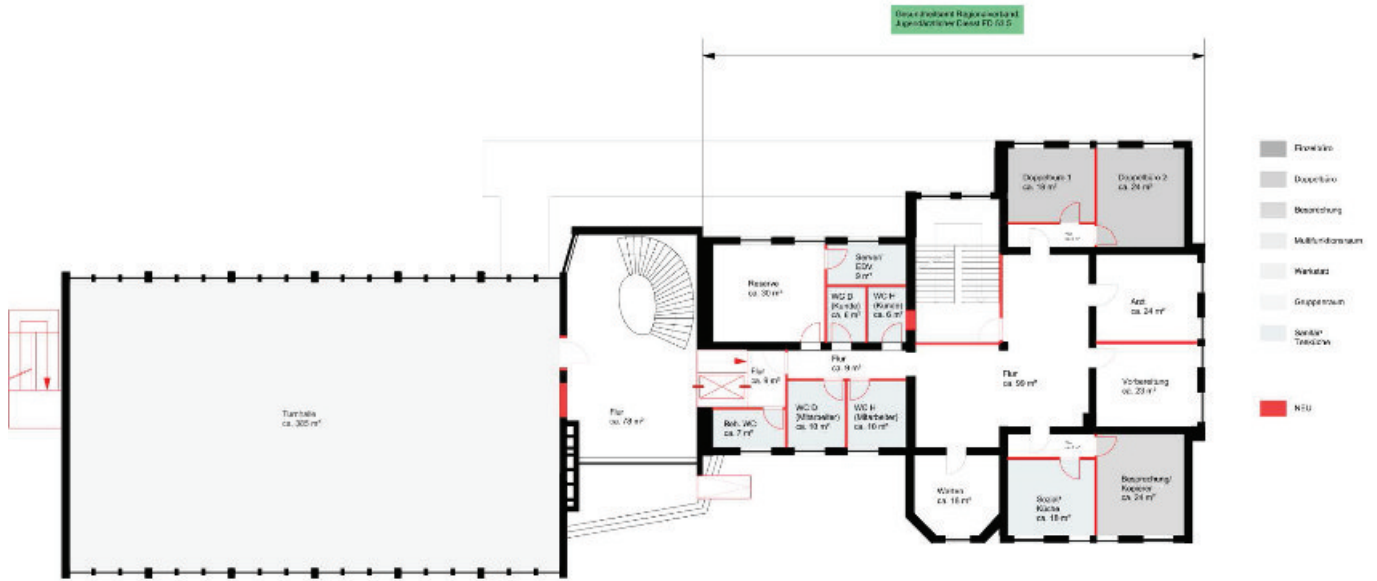 Gesundheitsamt Regionalverband
Jugendärztlicher Dienst FD 53.5
Doppelbüro 1
ca. 19 m²
Doppelbüro 2
ca. 24 m²
Einzelbüro
Doppelbüro
Besprechung
Multifunktionsraum
Werkstatt
Gruppenraum
Sanitär/
Teeküche
NEU
Server/
EDV
9 m²
Reserve
ca. 30 m²
WC D
(Kunde)
ca. 6 m²
WC H
(Kunde)
ca. 6 m²
Arzt
ca. 24 m²
Flur
ca. 9 m²
Flur
ca. 9 m²
Flur
ca. 99 m²
Vorbereitung
ca. 23 m²
Turnhalle
ca. 385 m²
Flur
ca. 78 m²
Beh. WC
ca. 7 m²
WC D
(Mitarbeiter)
ca. 10 m²
WC H
(Mitarbeiter)
ca. 10 m²
Warten
ca. 18 m²
Sozial/
Küche
ca. 18 m²
Besprechung/
Kopierer
ca. 24 m²